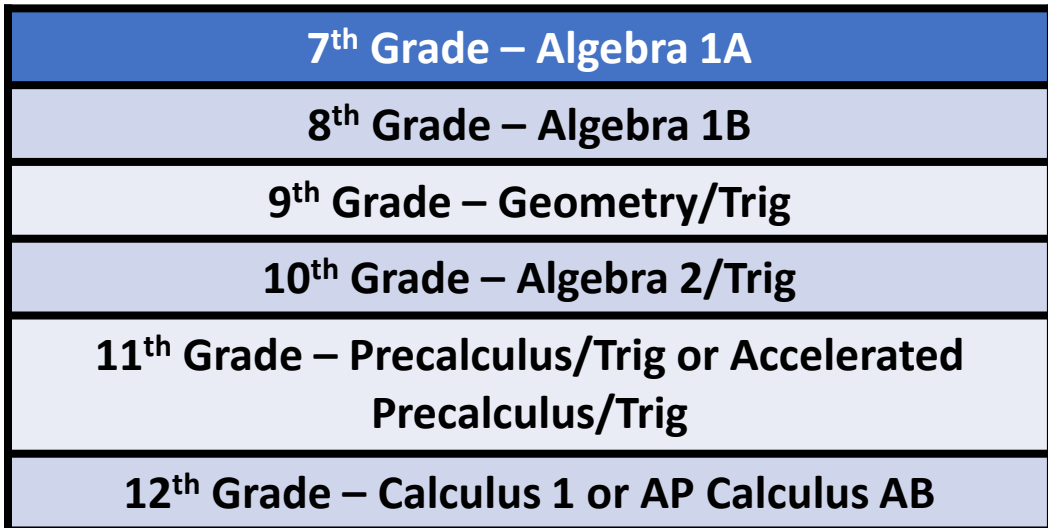 7th Grade – Algebra 1A
8th Grade – Algebra 1B
9th Grade – Geometry/Trig
10th Grade – Algebra 2/Trig
11th Grade – Precalculus/Trig or Accelerated
Precalculus/Trig
12th Grade – Calculus 1 or AP Calculus AB